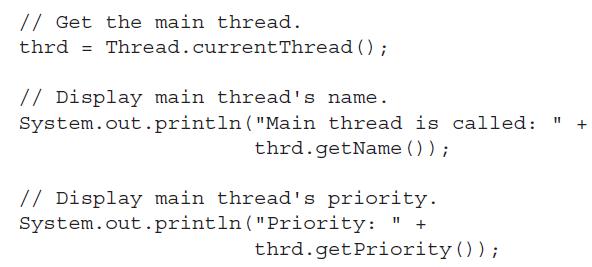 // Get the main thread.
thrd = Thread.currentThread();
// Display main thread's name.
System.out.println("Main thread is called: " +
thrd.getName());
// Display main thread's priority.
System.out.println("Priority: " +
thrd.getPriority());